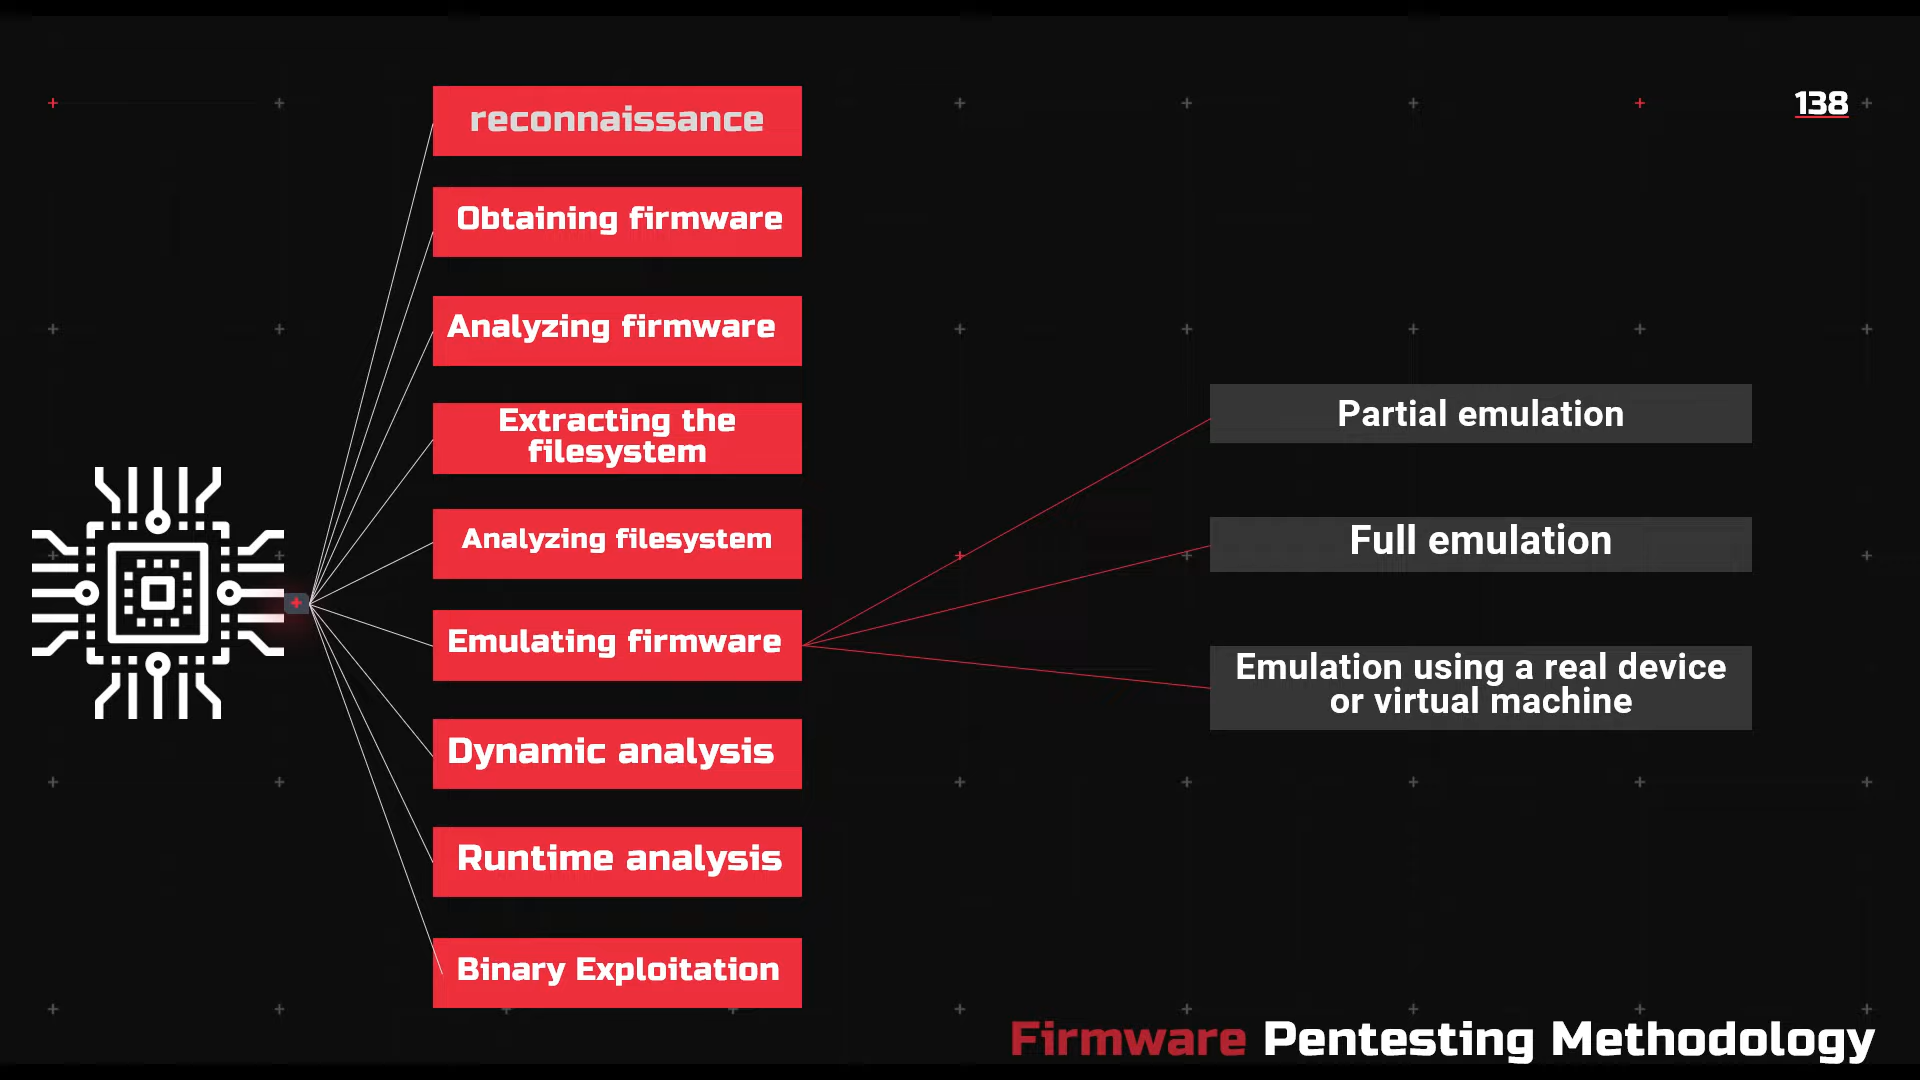 138
reconnaissance
Obtaining firmware
Analyzing firmware
Extracting the
filesystem
Analyzing filesystem
Emulating firmware
Dynamic analysis
Runtime analysis
Binary Exploitation
Partial emulation
Full emulation
Emulation using a real device
or virtual machine
Firmware Pentesting Methodology